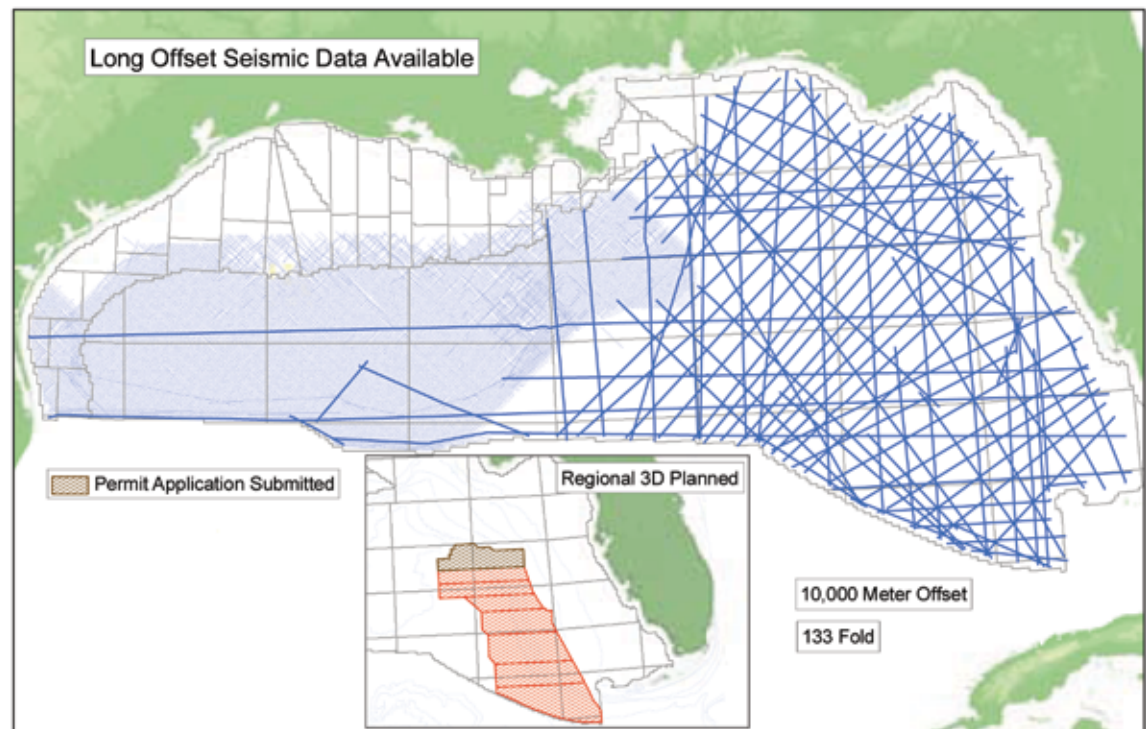 Long Offset Seismic Data Available
Permit Application Submitted
Regional 3D Planned
10,000 Meter Offset
133 Fold